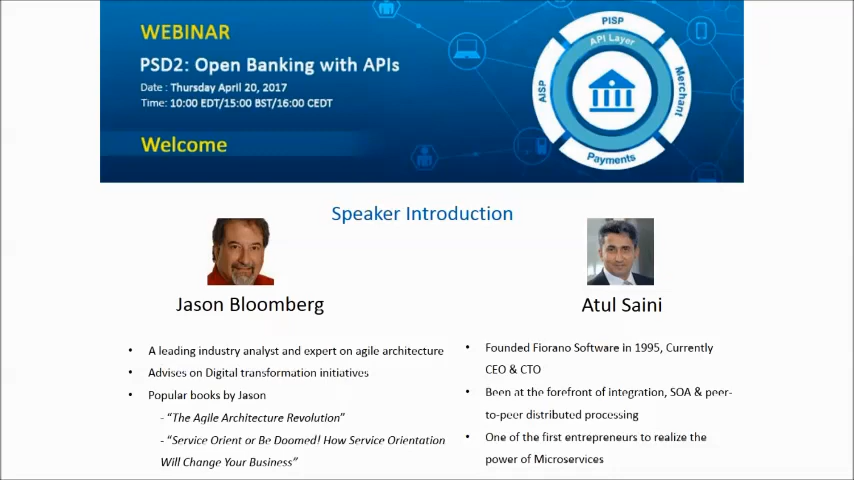 WEBINAR
PSD2: Open Banking with APIs
Date : Thursday April 20, 2017
Time: 10:00 EDT/15:00 BST/16:00 CEDT
Welcome
PISP
API Layer
AISP
Merchant
Payments
Speaker Introduction
Jason Bloomberg
• A leading industry analyst and expert on agile architecture
• Advises on Digital transformation initiatives
• Popular books by Jason
- “The Agile Architecture Revolution”
- “Service Orient or Be Doomed! How Service Orientation
Will Change Your Business”
Atul Saini
• Founded Fiorano Software in 1995, Currently
CEO & CTO
• Been at the forefront of integration, SOA & peer-
to-peer distributed processing
• One of the first entrepreneurs to realize the
power of Microservices